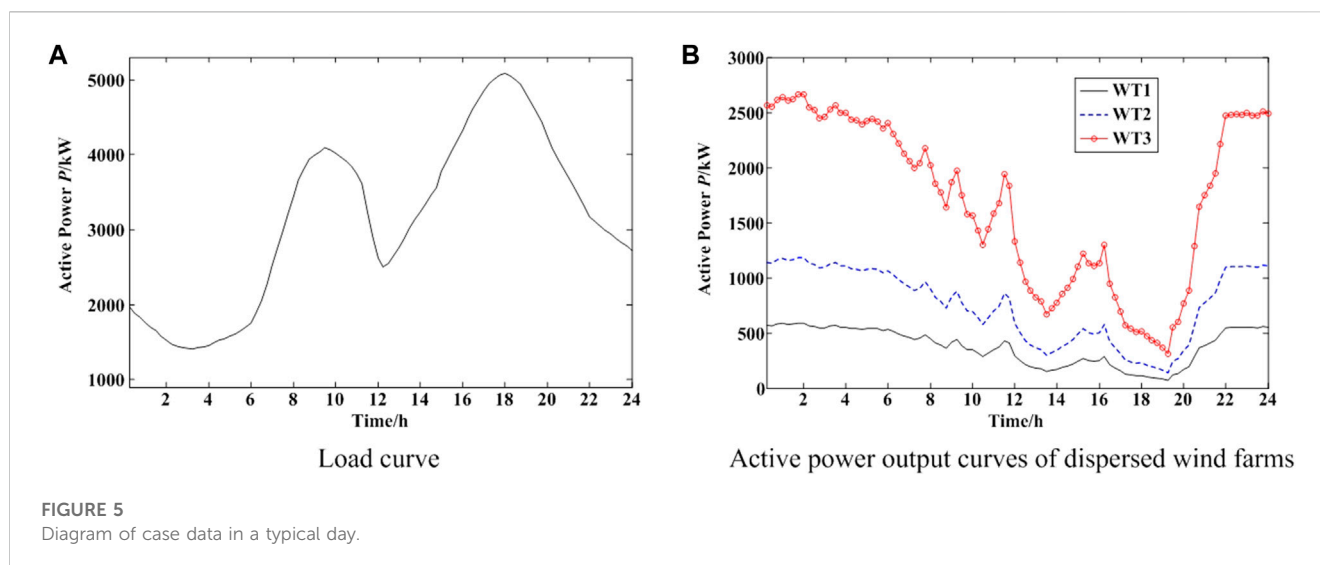 A
Active Power P/kW
5000
4000
3000
2000
1000
2 4 6 8 10 12 14 16 18 20 22 24
Time/h
Load curve
B
Active Power P/kW
3000
2500
2000
1500
1000
500
0
WT1
WT2
WT3
2 4 6 8 10 12 14 16 18 20 22 24
Time/h
Active power output curves of dispersed wind farms
FIGURE 5
Diagram of case data in a typical day.